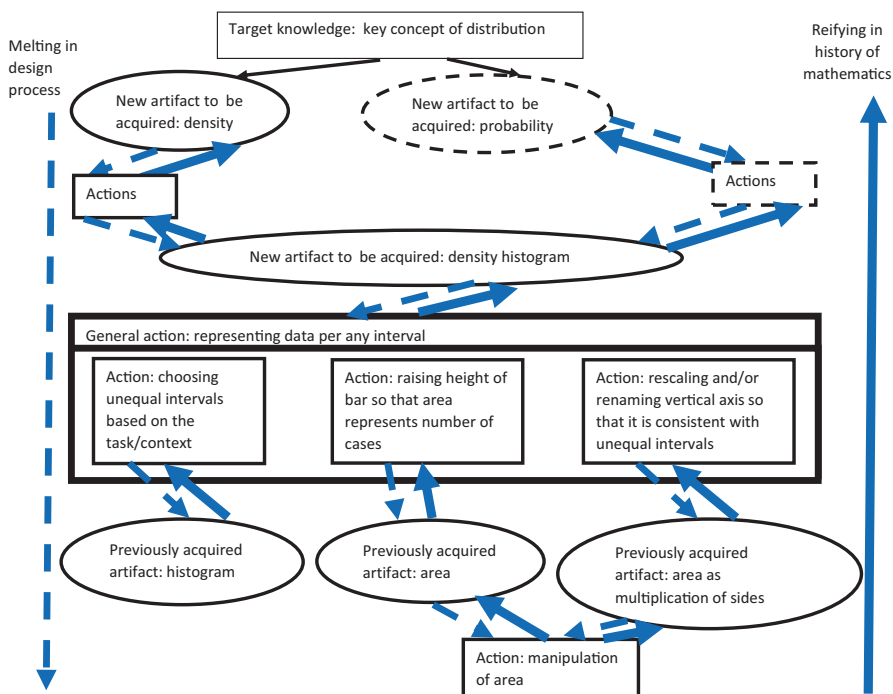 Target knowledge: key concept of distribution
Melting in
design
process
Reifying in
history of
mathematics
New artifact to be
acquired: density
New artifact to be
acquired: probability
Actions
Actions
New artifact to be acquired: density histogram
General action: representing data per any interval
Action: choosing
unequal intervals
based on the
task/context
Action: raising height of
bar so that area
represents number of
cases
Action: rescaling and/or
renaming vertical axis so
that it is consistent with
unequal intervals
Previously acquired
artifact: histogram
Previously acquired
artifact: area
Previously acquired
artifact: area as
multiplication of sides
Action: manipulation
of area